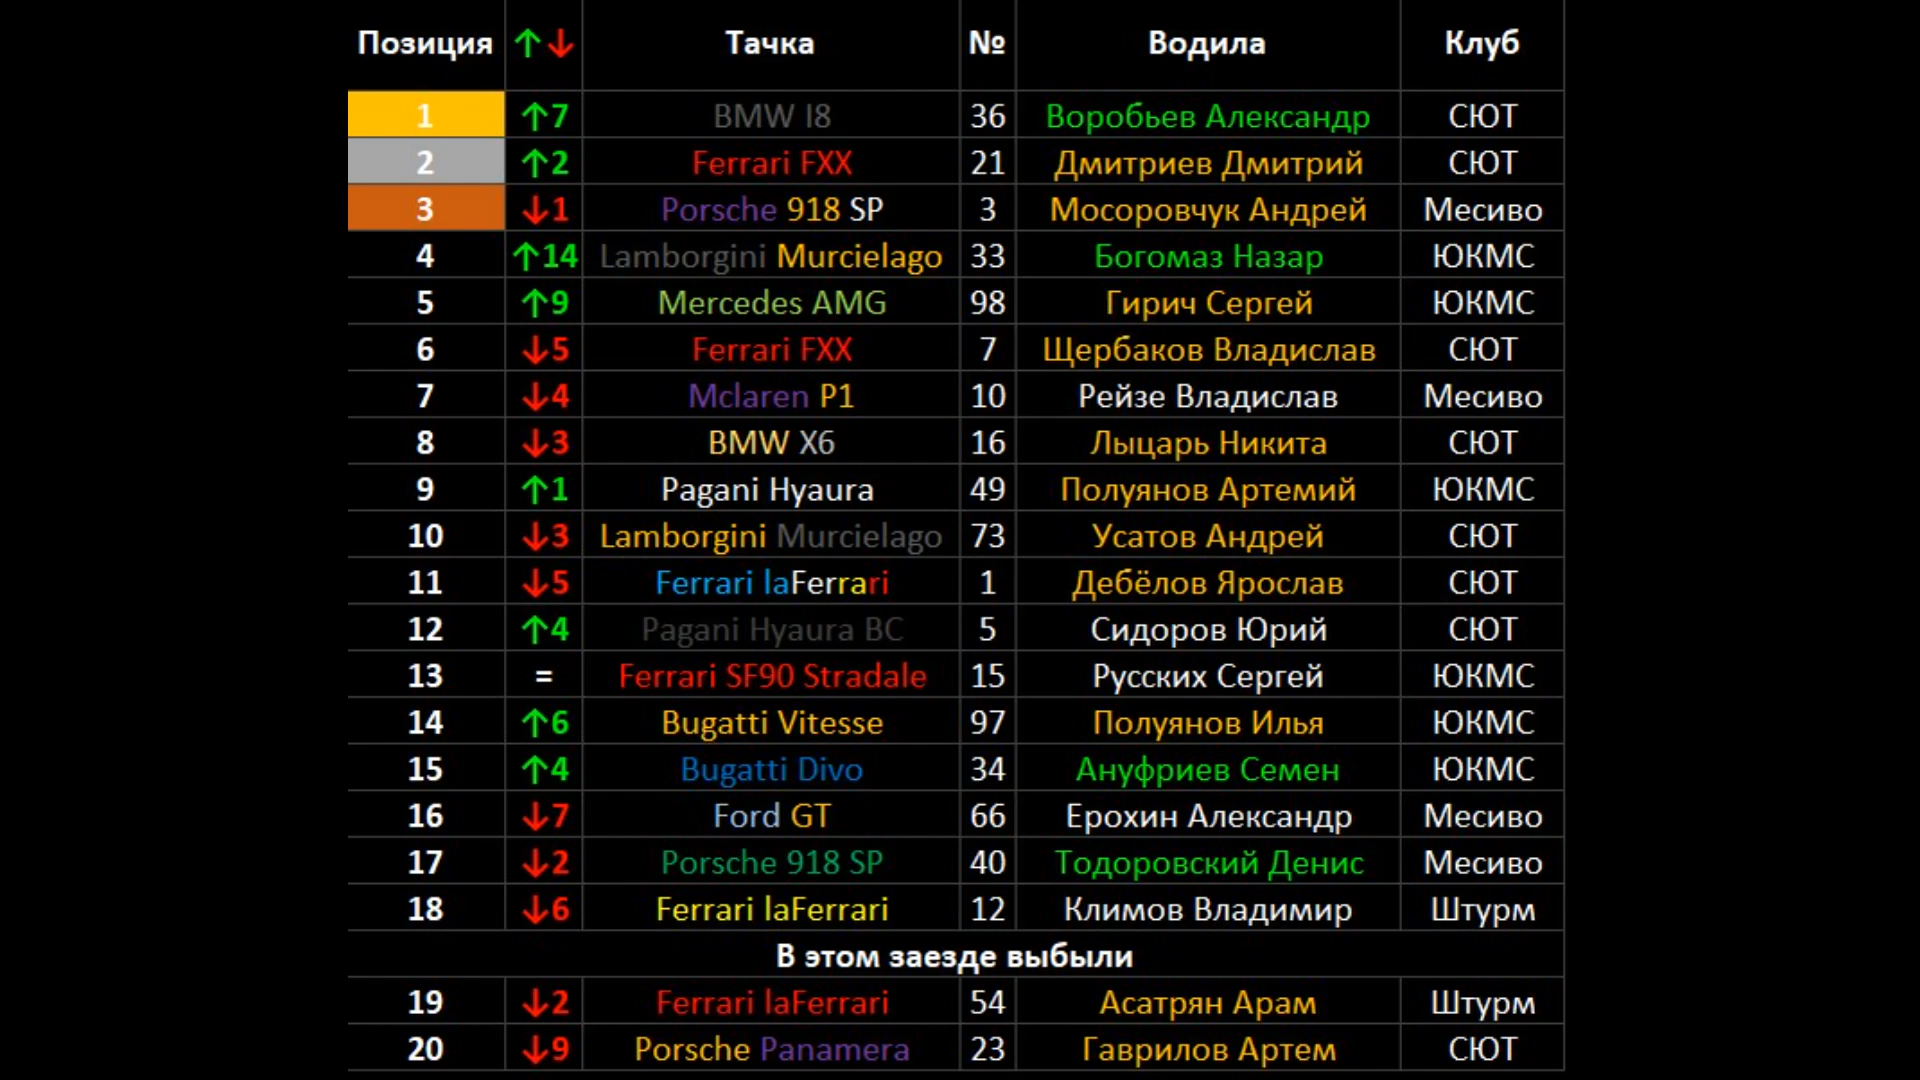 Позиция ↑↓ Тачка № Водила Клуб
1 ↑7 BMW I8 36 Воробьев Александр СЮТ
2 ↑2 Ferrari FXX 21 Дмитриев Дмитрий СЮТ
3 ↓1 Porsche 918 SP 3 Мосоровчук Андрей Месиво
4 ↑14 Lamborgini Murcielago 33 Богомаз Назар ЮКМС
5 ↑9 Mercedes AMG 98 Гирич Сергей ЮКМС
6 ↓5 Ferrari FXX 7 Щербаков Владислав СЮТ
7 ↓4 Mclaren P1 10 Рейзе Владислав Месиво
8 ↓3 BMW X6 16 Лыцарь Никита СЮТ
9 ↑1 Pagani Hyaura 49 Полуянов Артемий ЮКМС
10 ↓3 Lamborgini Murcielago 73 Усатов Андрей СЮТ
11 ↓5 Ferrari laFerrari 1 Дебёлов Ярослав СЮТ
12 ↑4 Pagani Hyaura BC 5 Сидоров Юрий СЮТ
13 = Ferrari SF90 Stradale 15 Русских Сергей ЮКМС
14 ↑6 Bugatti Vitesse 97 Полуянов Илья ЮКМС
15 ↑4 Bugatti Divo 34 Ануфриев Семен ЮКМС
16 ↓7 Ford GT 66 Ерохин Александр Месиво
17 ↓2 Porsche 918 SP 40 Тодоровский Денис Месиво
18 ↓6 Ferrari laFerrari 12 Климов Владимир Штурм
В этом заезде выбыли
19 ↓2 Ferrari laFerrari 54 Асатрян Арам Штурм
20 ↓9 Porsche Panamera 23 Гаврилов Артем СЮТ